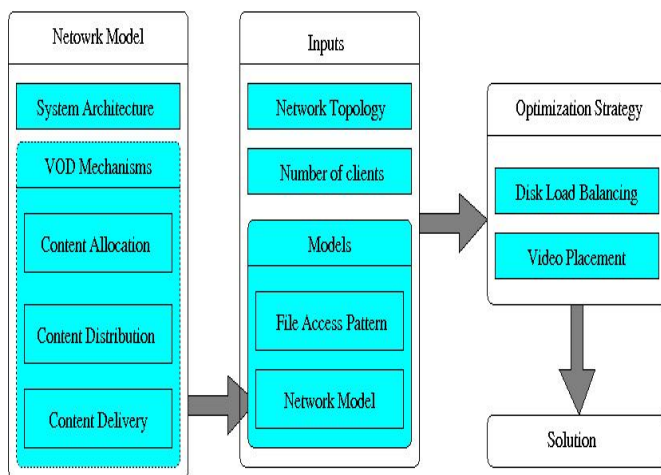 Netowrk Model
System Architecture
VOD Mechanisms
Content Allocation
Content Distribution
Content Delivery
Inputs
Network Topology
Number of clients
Models
File Access Pattern
Network Model
Optimization Strategy
Disk Load Balancing
Video Placement
Solution